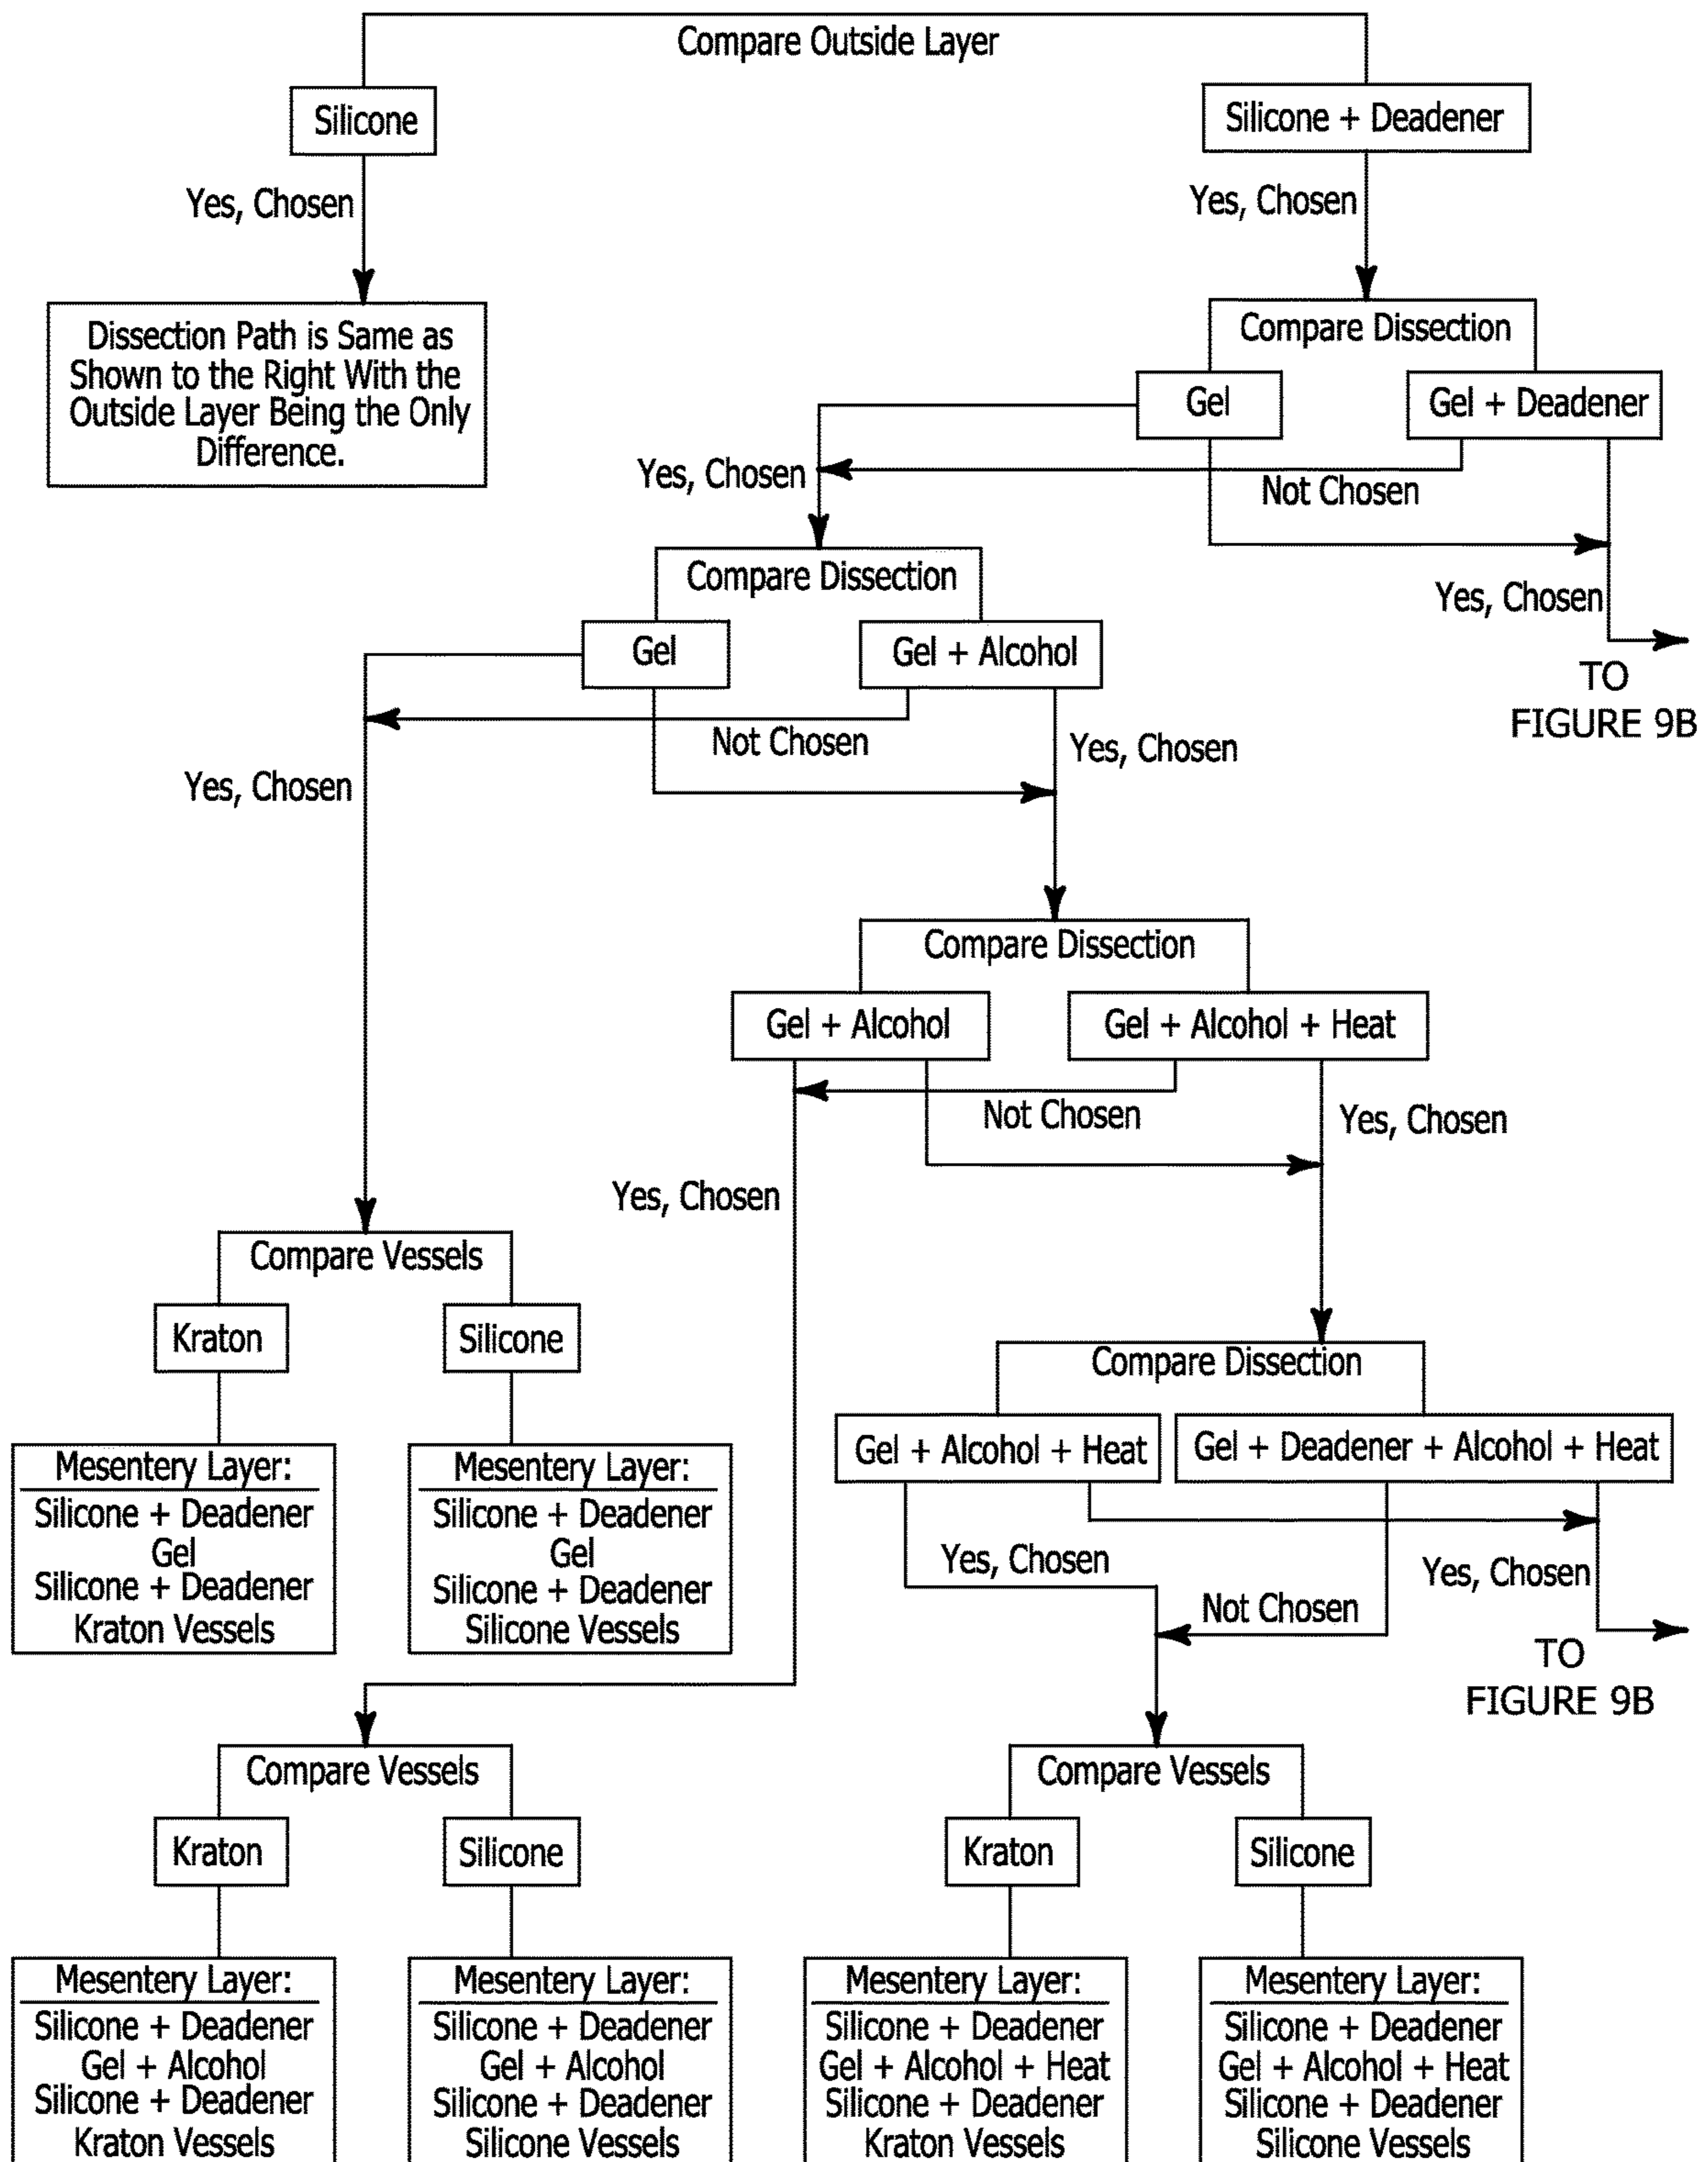 Compare Outside Layer
Silicone
Silicone + Deadener
Yes, Chosen
Yes, Chosen
Dissection Path is Same as
Shown to the Right With the
Outside Layer Being the Only
Difference.
Compare Dissection
Gel
Gel + Deadener
Yes, Chosen
Not Chosen
Yes, Chosen
TO
FIGURE 9B
Compare Dissection
Gel
Gel + Alcohol
Not Chosen
Yes, Chosen
Yes, Chosen
Compare Dissection
Gel + Alcohol
Gel + Alcohol + Heat
Not Chosen
Yes, Chosen
Yes, Chosen
Compare Vessels
Kraton
Silicone
Mesentery Layer:
Silicone + Deadener
Gel
Silicone + Deadener
Kraton Vessels
Mesentery Layer:
Silicone + Deadener
Gel
Silicone + Deadener
Silicone Vessels
Compare Dissection
Gel + Alcohol + Heat
Gel + Deadener + Alcohol + Heat
Yes, Chosen
Not Chosen
Yes, Chosen
TO
FIGURE 9B
Compare Vessels
Kraton
Silicone
Mesentery Layer:
Silicone + Deadener
Gel + Alcohol
Silicone + Deadener
Kraton Vessels
Mesentery Layer:
Silicone + Deadener
Gel + Alcohol
Silicone + Deadener
Silicone Vessels
Compare Vessels
Kraton
Silicone
Mesentery Layer:
Silicone + Deadener
Gel + Alcohol + Heat
Silicone + Deadener
Kraton Vessels
Mesentery Layer:
Silicone + Deadener
Gel + Alcohol + Heat
Silicone + Deadener
Silicone Vessels